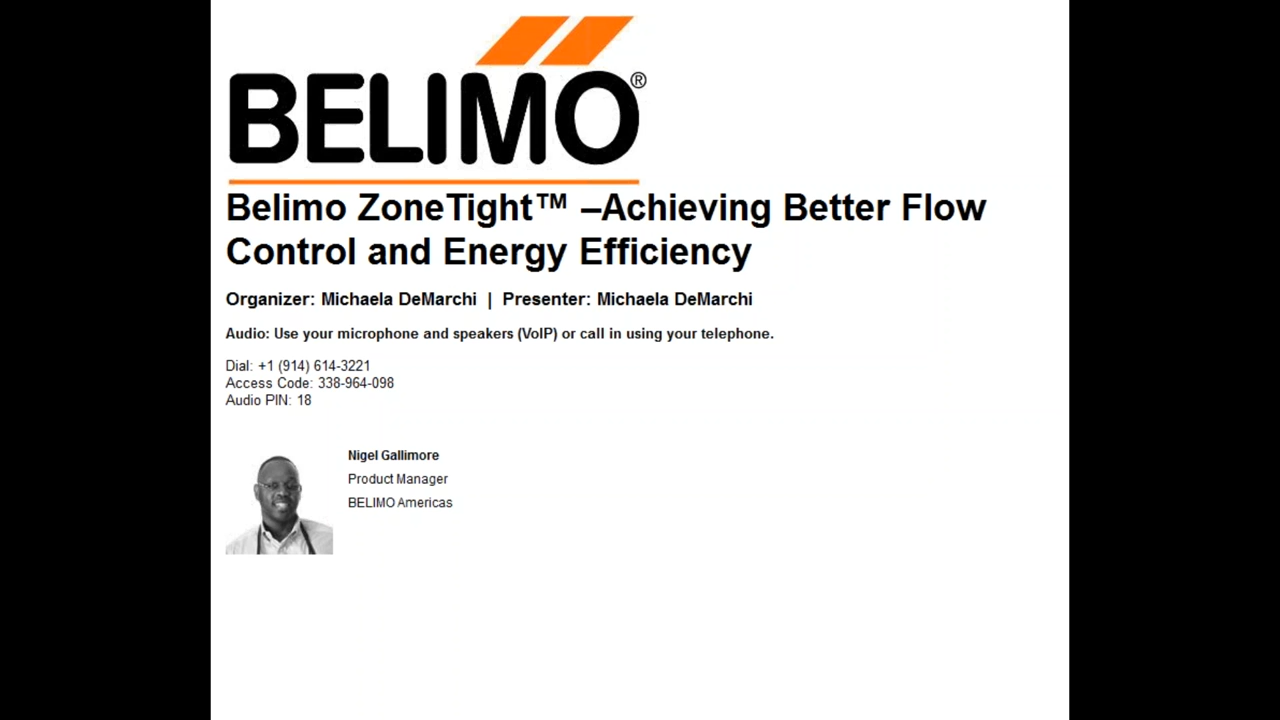 BELIMO®
Belimo ZoneTight™ –Achieving Better Flow
Control and Energy Efficiency
Organizer: Michaela DeMarchi | Presenter: Michaela DeMarchi
Audio: Use your microphone and speakers (VoIP) or call in using your telephone.
Dial: +1 (914) 614-3221
Access Code: 338-964-098
Audio PIN: 18
Nigel Gallimore
Product Manager
BELIMO Americas